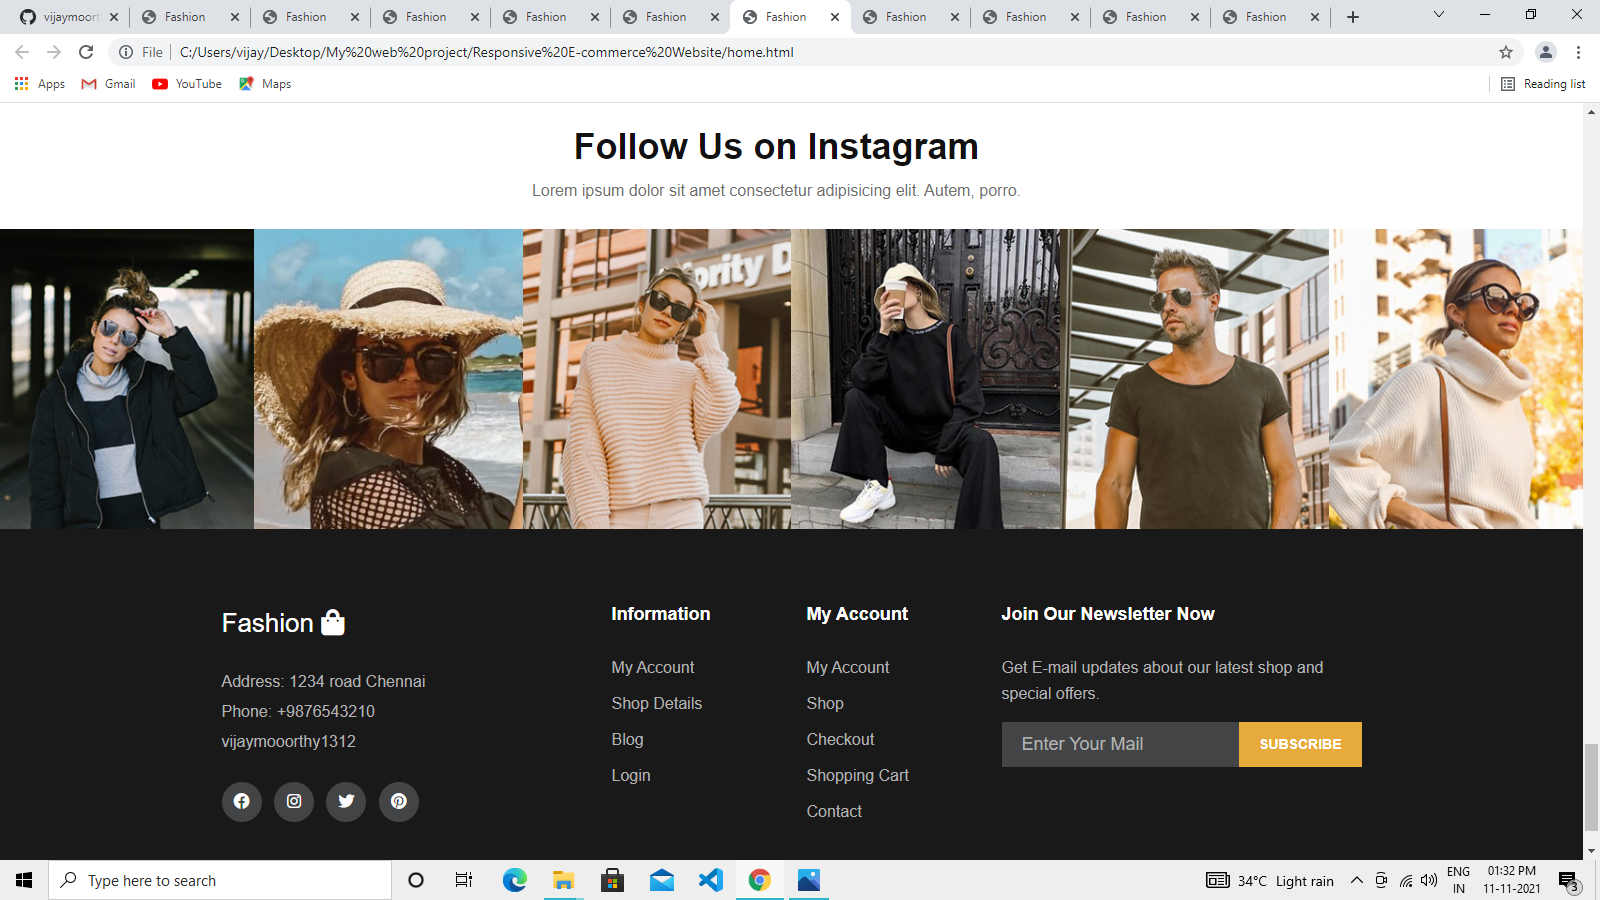 vijaymoort
Fashion
Fashion
Fashion
Fashion
Fashion
Fashion
Fashion
Fashion
Fashion
Fashion
File
C:/Users/vijay/Desktop/My%20web%20project/Responsive%20E-commerce%20Website/home.html
Apps
Gmail
YouTube
Maps
Reading list
Follow Us on Instagram
Lorem ipsum dolor sit amet consectetur adipisicing elit. Autem, porro.
ority D
Fashion
Address: 1234 road Chennai
Phone: +9876543210
vijaymooorthy1312
Information
My Account
Shop Details
Blog
Login
My Account
My Account
Shop
Checkout
Shopping Cart
Contact
Join Our Newsletter Now
Get E-mail updates about our latest shop and
special offers.
Enter Your Mail
SUBSCRIBE
Type here to search
34°C Light rain
ENG
IN
01:32 PM
11-11-2021
3